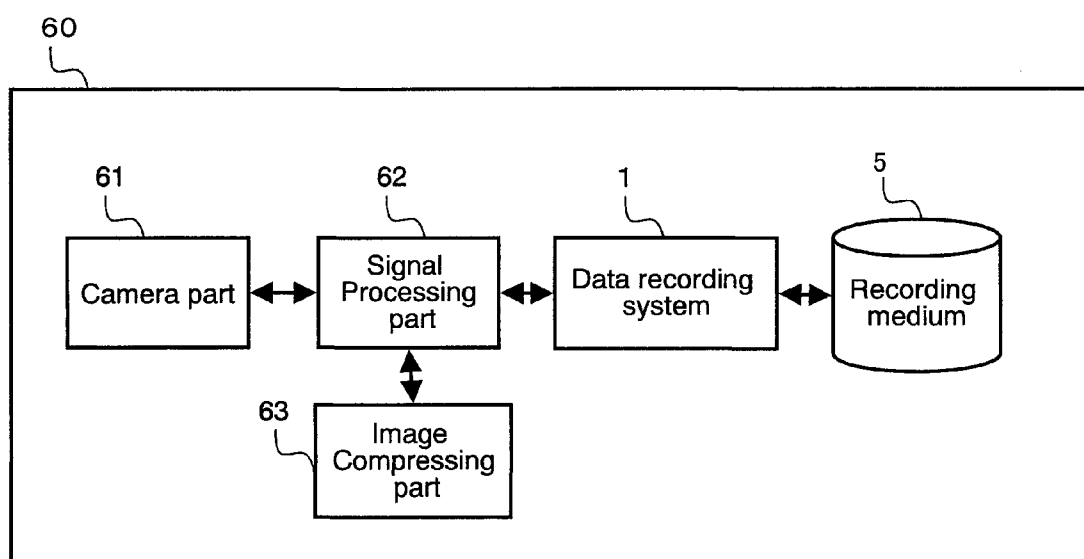 60
61
62
1
5
Camera part
Signal
Processing
part
Data recording
system
Recording
medium
63
Image
Compressing
part